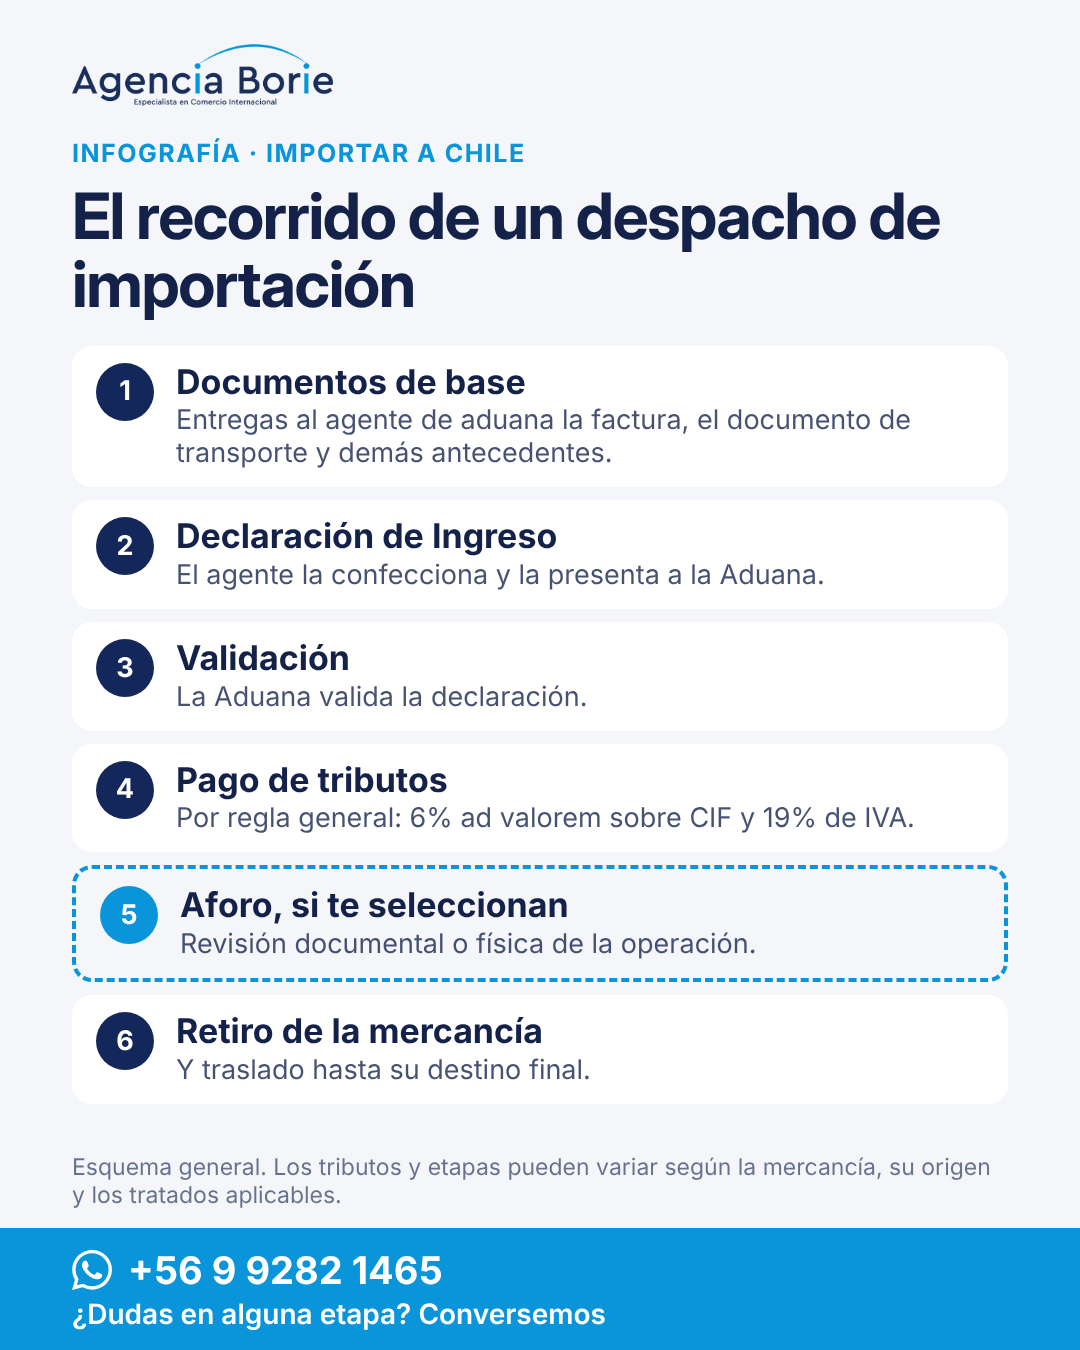 Agencia Borie
Especialista en Comercio Internacional
INFOGRAFÍA · IMPORTAR A CHILE
El recorrido de un despacho de
importación
1
Documentos de base
Entregas al agente de aduana la factura, el documento de
transporte y demás antecedentes.
2
Declaración de Ingreso
El agente la confecciona y la presenta a la Aduana.
3
Validación
La Aduana valida la declaración.
4
Pago de tributos
Por regla general: 6% ad valorem sobre CIF y 19% de IVA.
5
Aforo, si te seleccionan
Revisión documental o física de la operación.
6
Retiro de la mercancía
Y traslado hasta su destino final.
Esquema general. Los tributos y etapas pueden variar según la mercancía, su origen
y los tratados aplicables.
+56 9 9282 1465
¿Dudas en alguna etapa? Conversemos